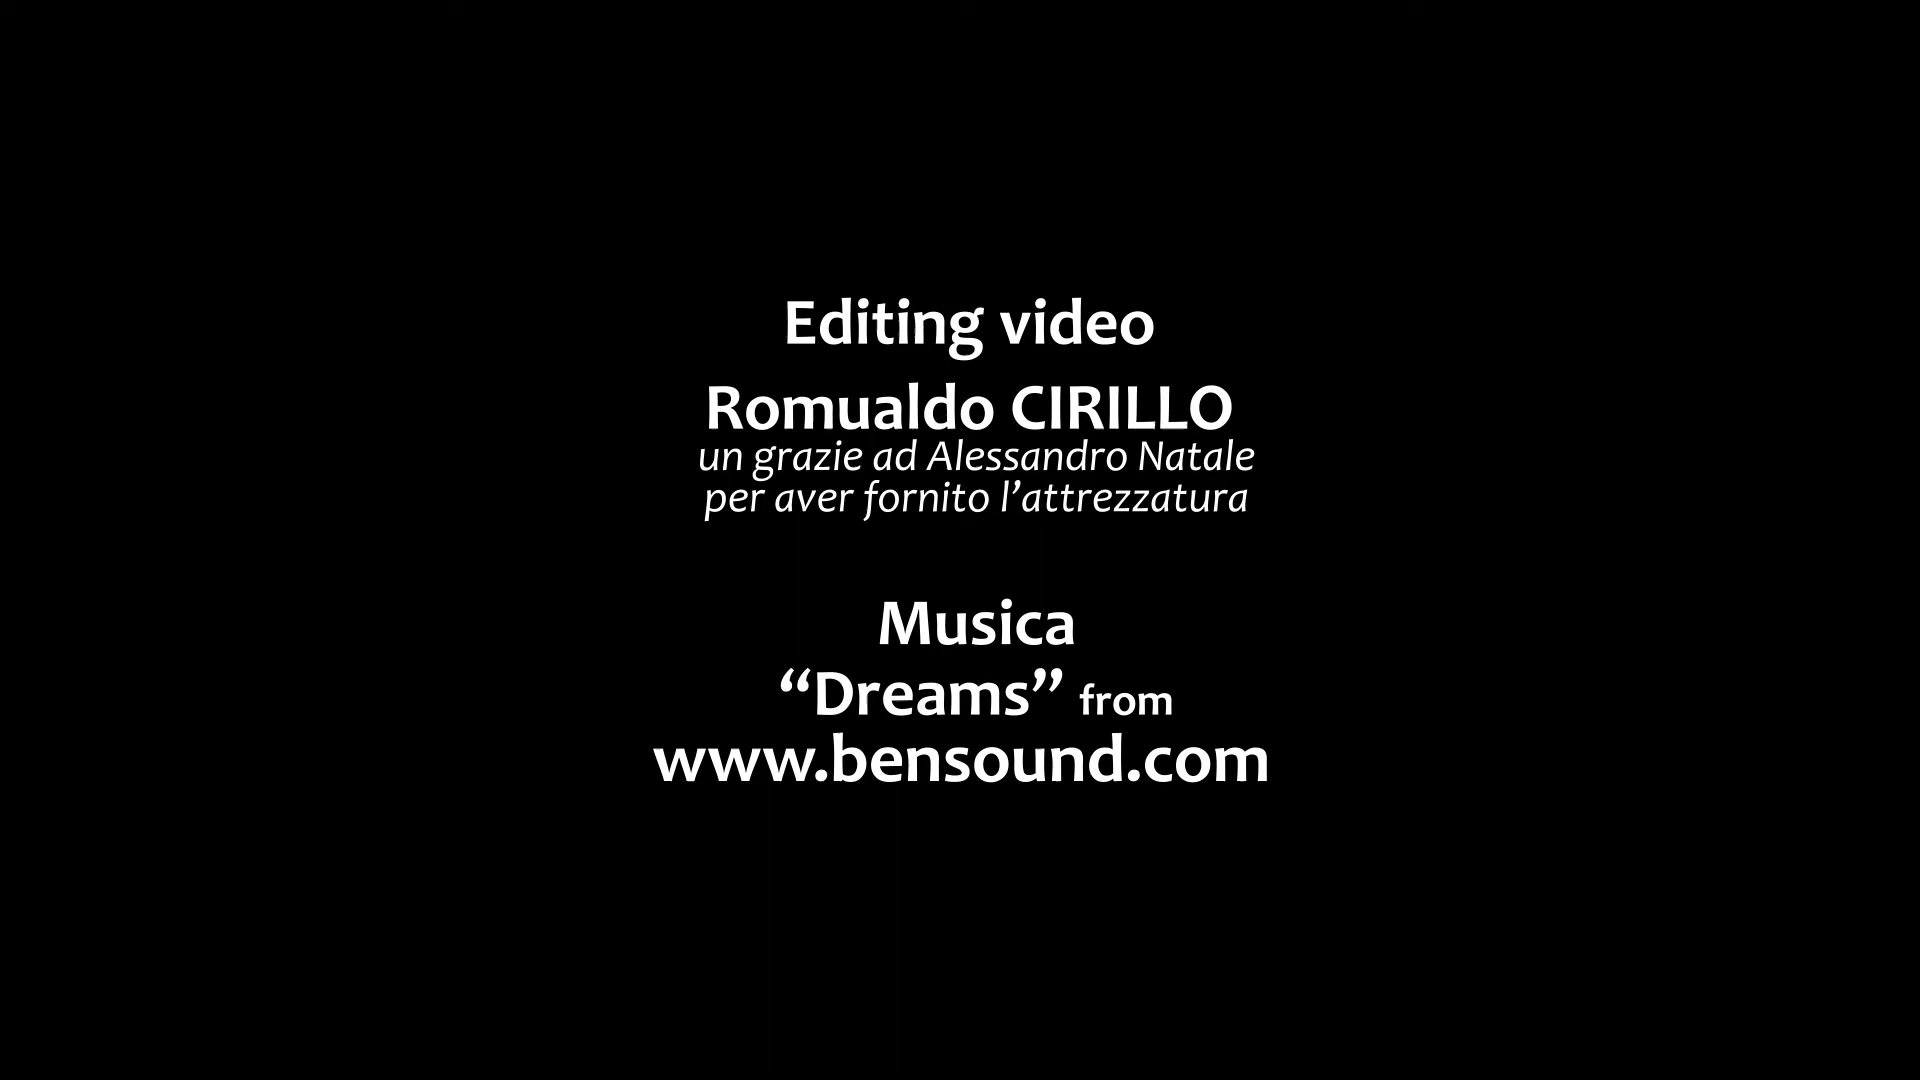 Editing video
Romualdo CIRILLO
un grazie ad Alessandro Natale
per aver fornito l’attrezzatura
Musica
“Dreams” from
www.bensound.com